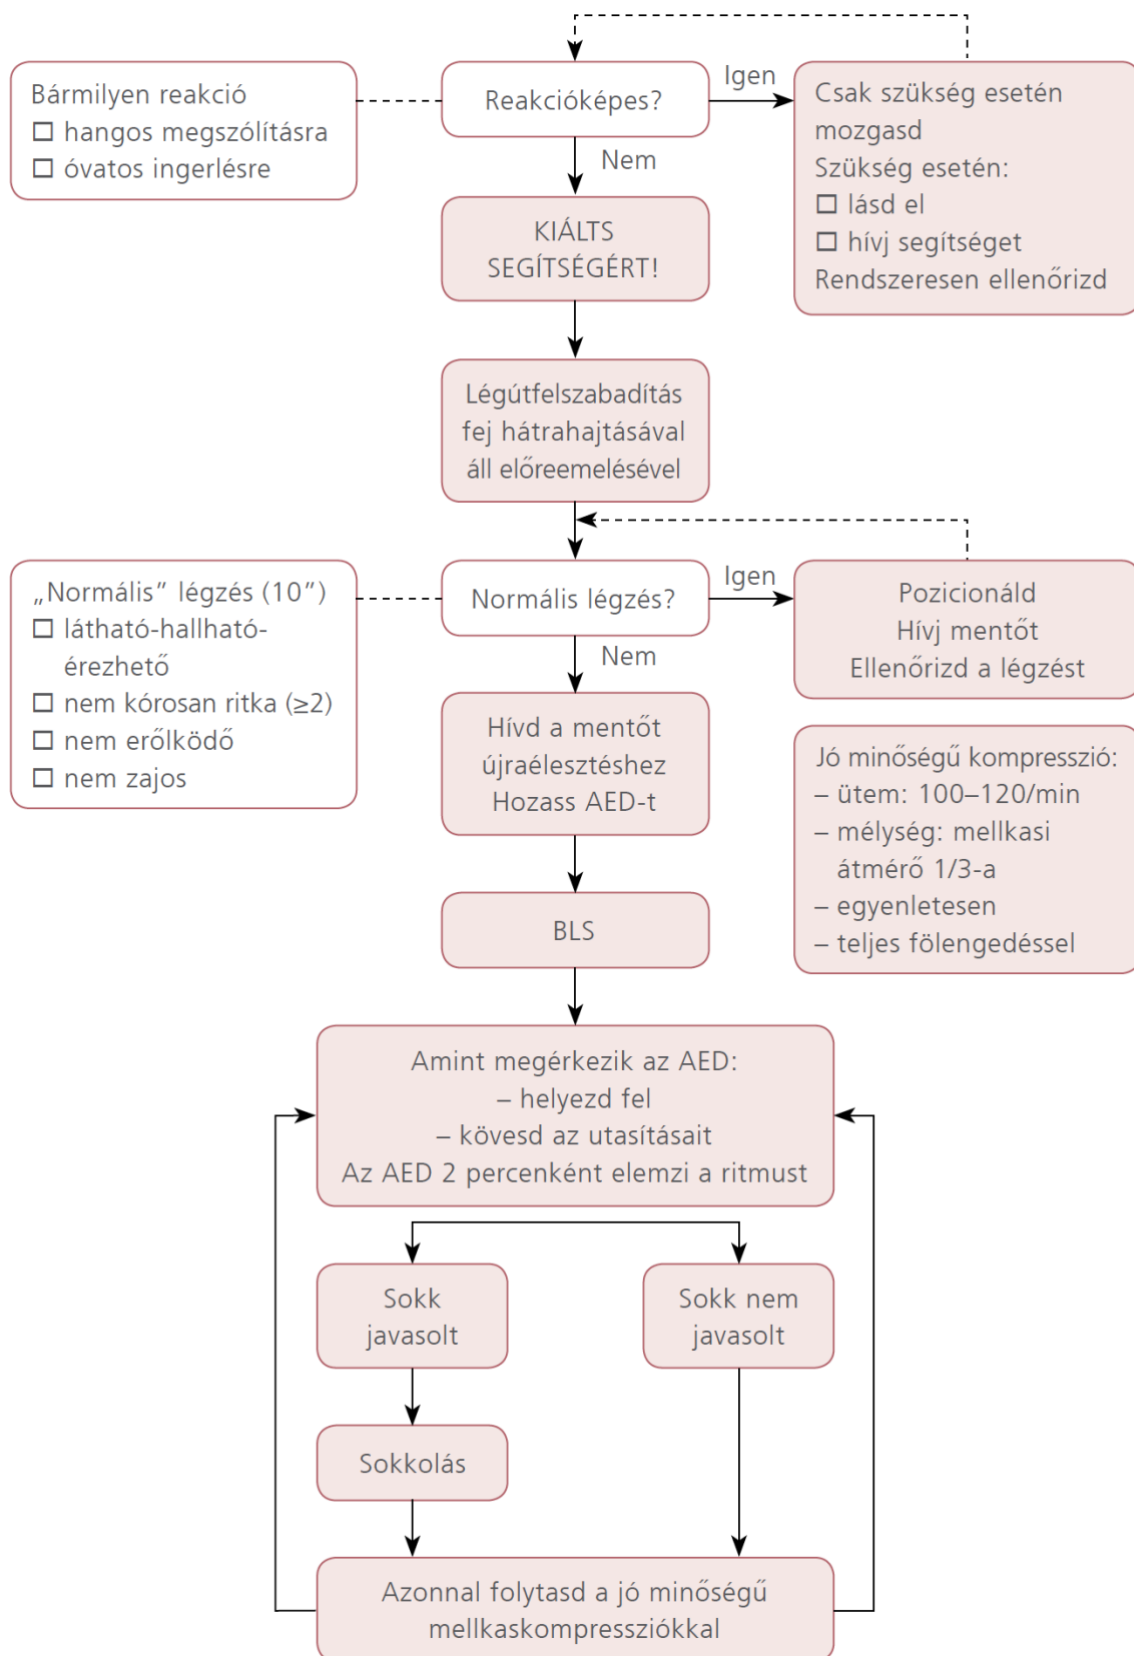 Bármilyen reakció
☐ hangos megszólításra
☐ óvatos ingerlésre
Reakcióképes?
Igen
Csak szükség esetén
mozgasd
Szükség esetén:
☐ lásd el
☐ hívj segítséget
Rendszeresen ellenőrizd
Nem
KIÁLTS
SEGÍTSÉGÉRT!
Légútfelszabadítás
fej hátrahajtásával
áll előreemelésével
„Normális” légzés (10”)
☐ látható-hallható-
érezhető
☐ nem kórosan ritka (≥2)
☐ nem erőlködő
☐ nem zajos
Normális légzés?
Igen
Pozicionáld
Hívj mentőt
Ellenőrizd a légzést
Nem
Hívd a mentőt
újraélesztéshez
Hozass AED-t
Jó minőségű kompresszió:
– ütem: 100–120/min
– mélység: mellkasi
átmérő 1/3-a
– egyenletesen
– teljes fölengedéssel
BLS
Amint megérkezik az AED:
– helyezd fel
– kövesd az utasításait
Az AED 2 percenként elemzi a ritmust
Sokk
javasolt
Sokk nem
javasolt
Sokkolás
Azonnal folytasd a jó minőségű
mellkaskompressziókkal